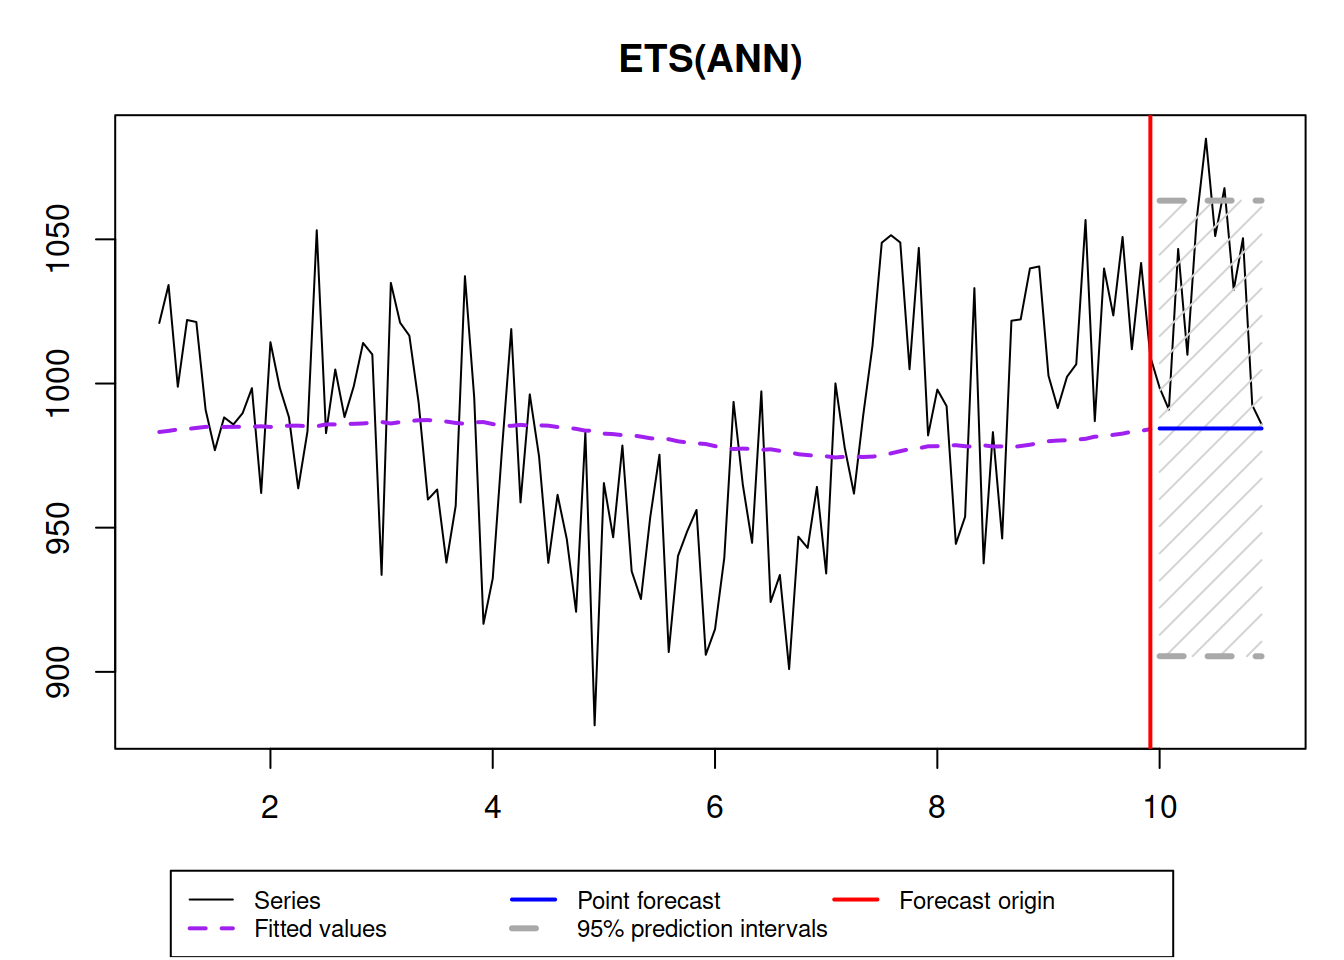 ETS(ANN)
1050
1000
950
900
2 4 6 8 10
Series Point forecast Forecast origin
Fitted values 95% prediction intervals